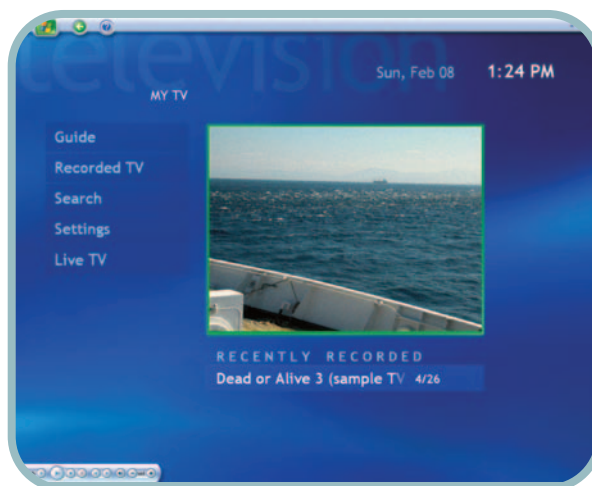 television
Sun, Feb 08 1:24 PM
MY TV
Guide
Recorded TV
Search
Settings
Live TV
RECENTLY RECORDED
Dead or Alive 3 (sample TV 4/26